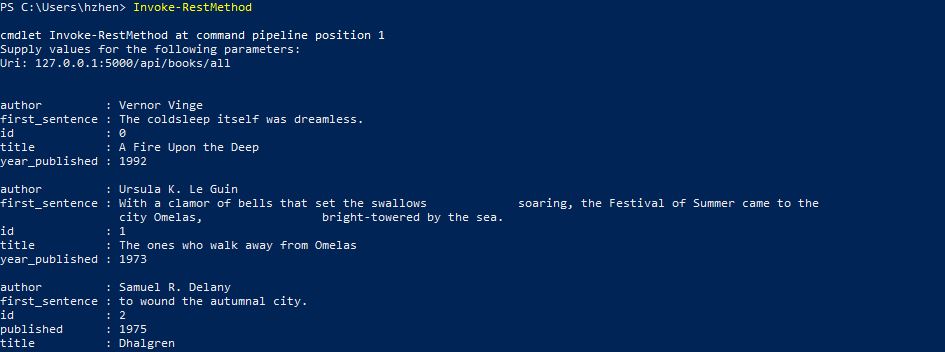 PS C:\Users\hzhen> Invoke-RestMethod
cmdlet Invoke-RestMethod at command pipeline position 1
Supply values for the following parameters:
Uri: 127.0.0.1:5000/api/books/all
author : Vernor Vinge
first_sentence : The coldsleep itself was dreamless.
id : 0
title : A Fire Upon the Deep
year_published : 1992
author : Ursula K. Le Guin
first_sentence : With a clamor of bells that set the swallows soaring, the Festival of Summer came to the
city Omelas, bright-towered by the sea.
id : 1
title : The ones who walk away from Omelas
year_published : 1973
author : Samuel R. Delany
first_sentence : to wound the autumnal city.
id : 2
published : 1975
title : Dhalgren